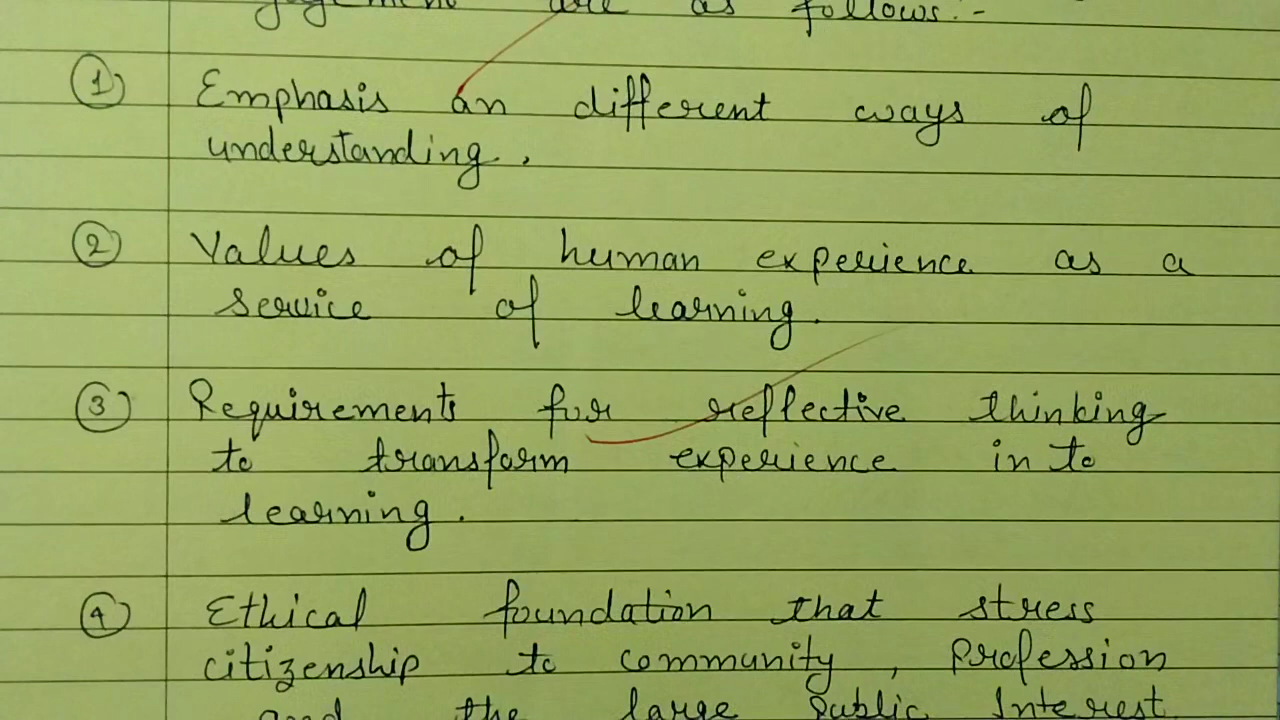 are as follows:-
① Emphasis an different ways of
understanding.
② Values of human experience as a
service of learning.
③ Requirements for reflective thinking
to transform experience in to
learning.
④ Ethical foundation that stress
citizenship to community, Profession
and the large Public Interest